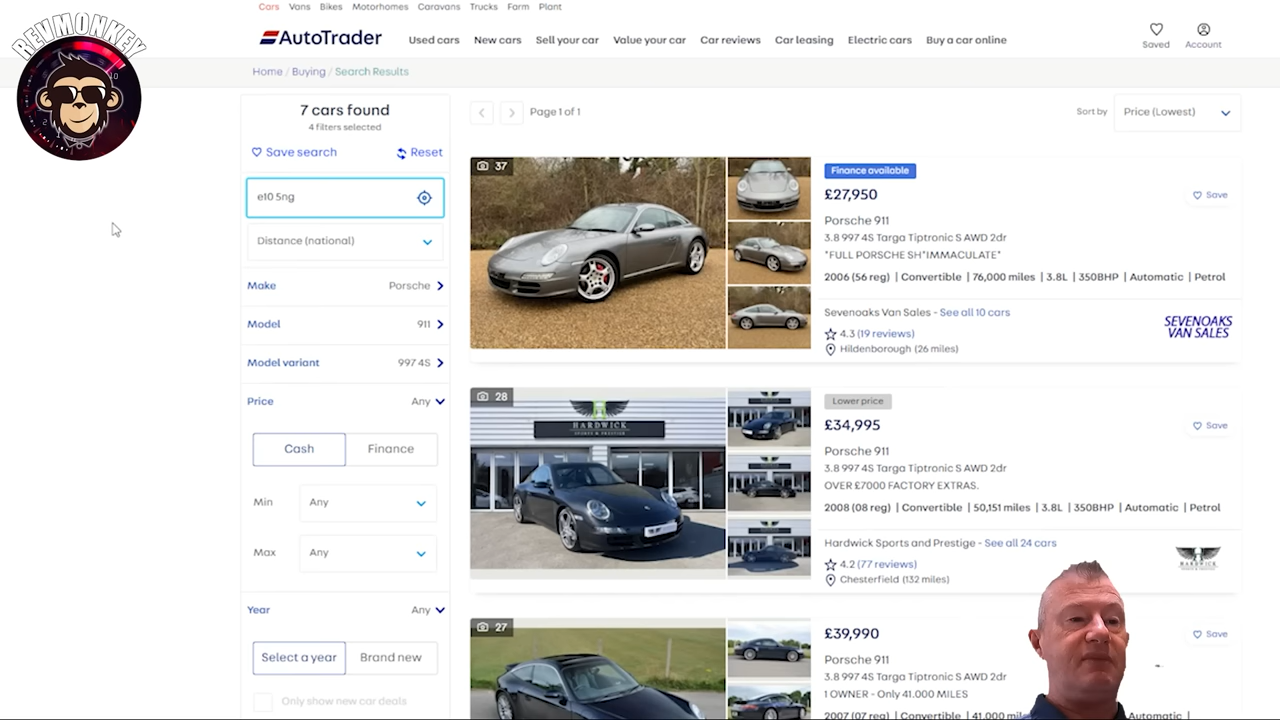 REVMONKEY
Cars Vans Bikes Motorhomes Caravans Trucks Farm Plant
AutoTrader
Used cars New cars Sell your car Value your car Car reviews Car leasing Electric cars Buy a car online
Saved Account
Home / Buying / Search Results
7 cars found
4 filters selected
Save search Reset
e10 5ng
Distance (national)
Make Porsche
Model 911
Model variant 997 4S
Price Any
Cash Finance
Min Any
Max Any
Year Any
Select a year Brand new
Only show new car deals
Page 1 of 1
Sort by Price (Lowest)
37
Finance available
£27,950
Save
Porsche 911
3.8 997 4S Targa Tiptronic S AWD 2dr
*FULL PORSCHE SH*IMMACULATE*
2006 (56 reg) | Convertible | 76,000 miles | 3.8L | 350BHP | Automatic | Petrol
Sevenoaks Van Sales - See all 10 cars
4.3 (19 reviews)
Hildenborough (26 miles)
SEVENOAKS
VAN SALES
28
HARDWICK
Lower price
£34,995
Save
Porsche 911
3.8 997 4S Targa Tiptronic S AWD 2dr
OVER £7000 FACTORY EXTRAS.
2008 (08 reg) | Convertible | 50,151 miles | 3.8L | 350BHP | Automatic | Petrol
Hardwick Sports and Prestige - See all 24 cars
4.2 (77 reviews)
Chesterfield (132 miles)
HARDWICK
27
£39,990
Save
Porsche 911
3.8 997 4S Targa Tiptronic S AWD 2dr
1 OWNER - Only 41.000 MILES
2007 (07 reg) | Convertible | 41,000 miles Automatic |